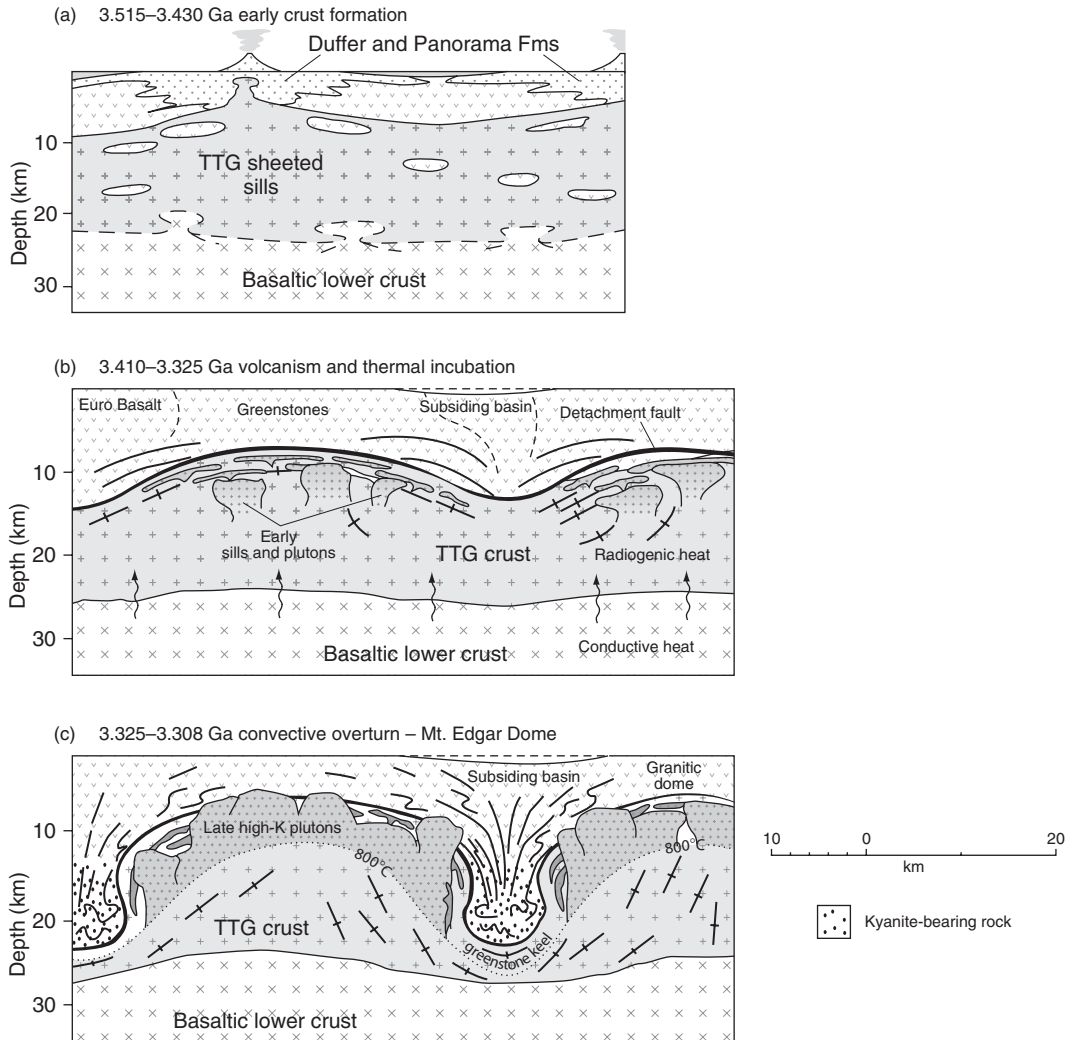 (a) 3.515–3.430 Ga early crust formation
Duffer and Panorama Fms
10
TTG sheeted
sills
20
Basaltic lower crust
30
Depth (km)
(b) 3.410–3.325 Ga volcanism and thermal incubation
Euro Basalt
Greenstones
Subsiding basin
Detachment fault
10
Early
sills and plutons
TTG crust
Radiogenic heat
20
30
Basaltic lower crust
Conductive heat
Depth (km)
(c) 3.325–3.308 Ga convective overturn – Mt. Edgar Dome
Subsiding basin
Granitic
dome
10
Late high-K plutons
800°C
800°C
20
TTG crust
greenstone keel
30
Basaltic lower crust
Depth (km)
10 0 20
km
Kyanite-bearing rock